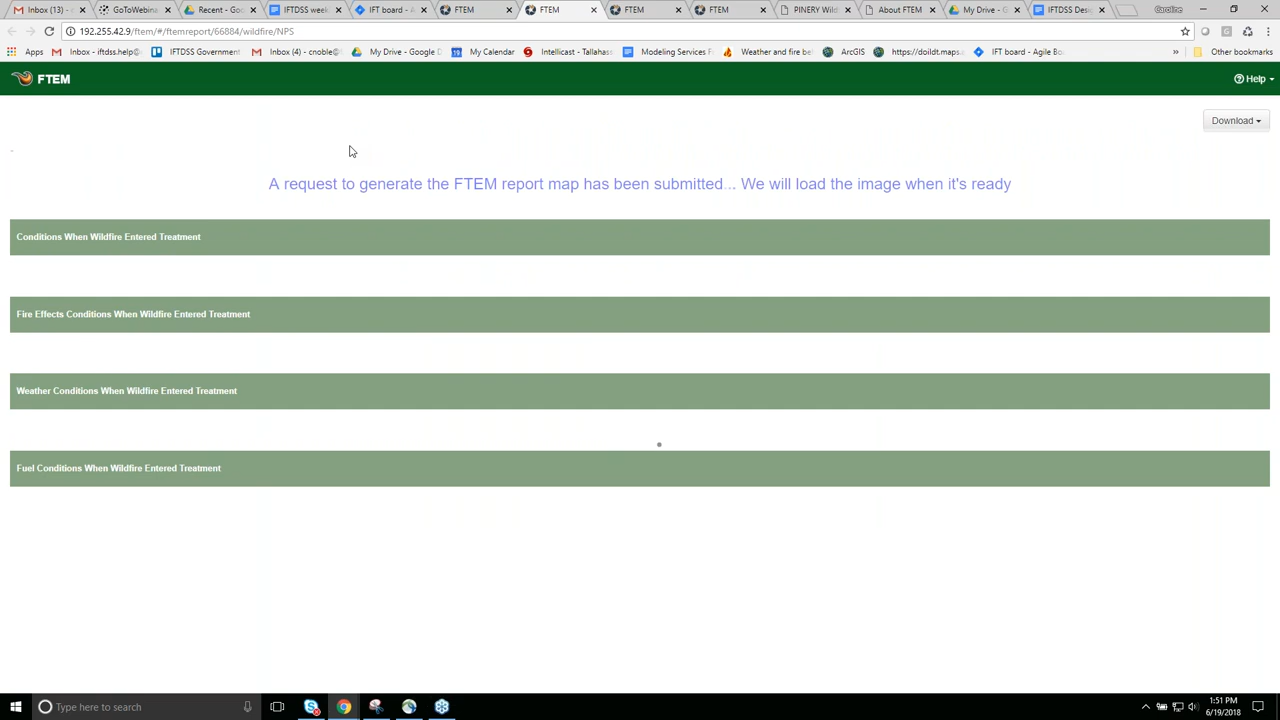 Inbox (13) - c
GoToWebina
Recent - Goo
IFTDSS week
IFT board - A
FTEM
FTEM
FTEM
FTEM
PINERY Wild
About FTEM
My Drive - G
IFTDSS Desi
Caroline
192.255.42.9/ftem/#/ftemreport/66884/wildfire/NPS
Apps
Inbox - iftdss.help@
IFTDSS Government
Inbox (4) - cnoble@
My Drive - Google D
My Calendar
Intellicast - Tallahass
Modeling Services F
Weather and fire be
ArcGIS
https://doildt.maps.a
IFT board - Agile Bo
»
Other bookmarks
FTEM
Help
Download
A request to generate the FTEM report map has been submitted... We will load the image when it's ready
Conditions When Wildfire Entered Treatment
Fire Effects Conditions When Wildfire Entered Treatment
Weather Conditions When Wildfire Entered Treatment
Fuel Conditions When Wildfire Entered Treatment
Type here to search
1:51 PM
6/19/2018